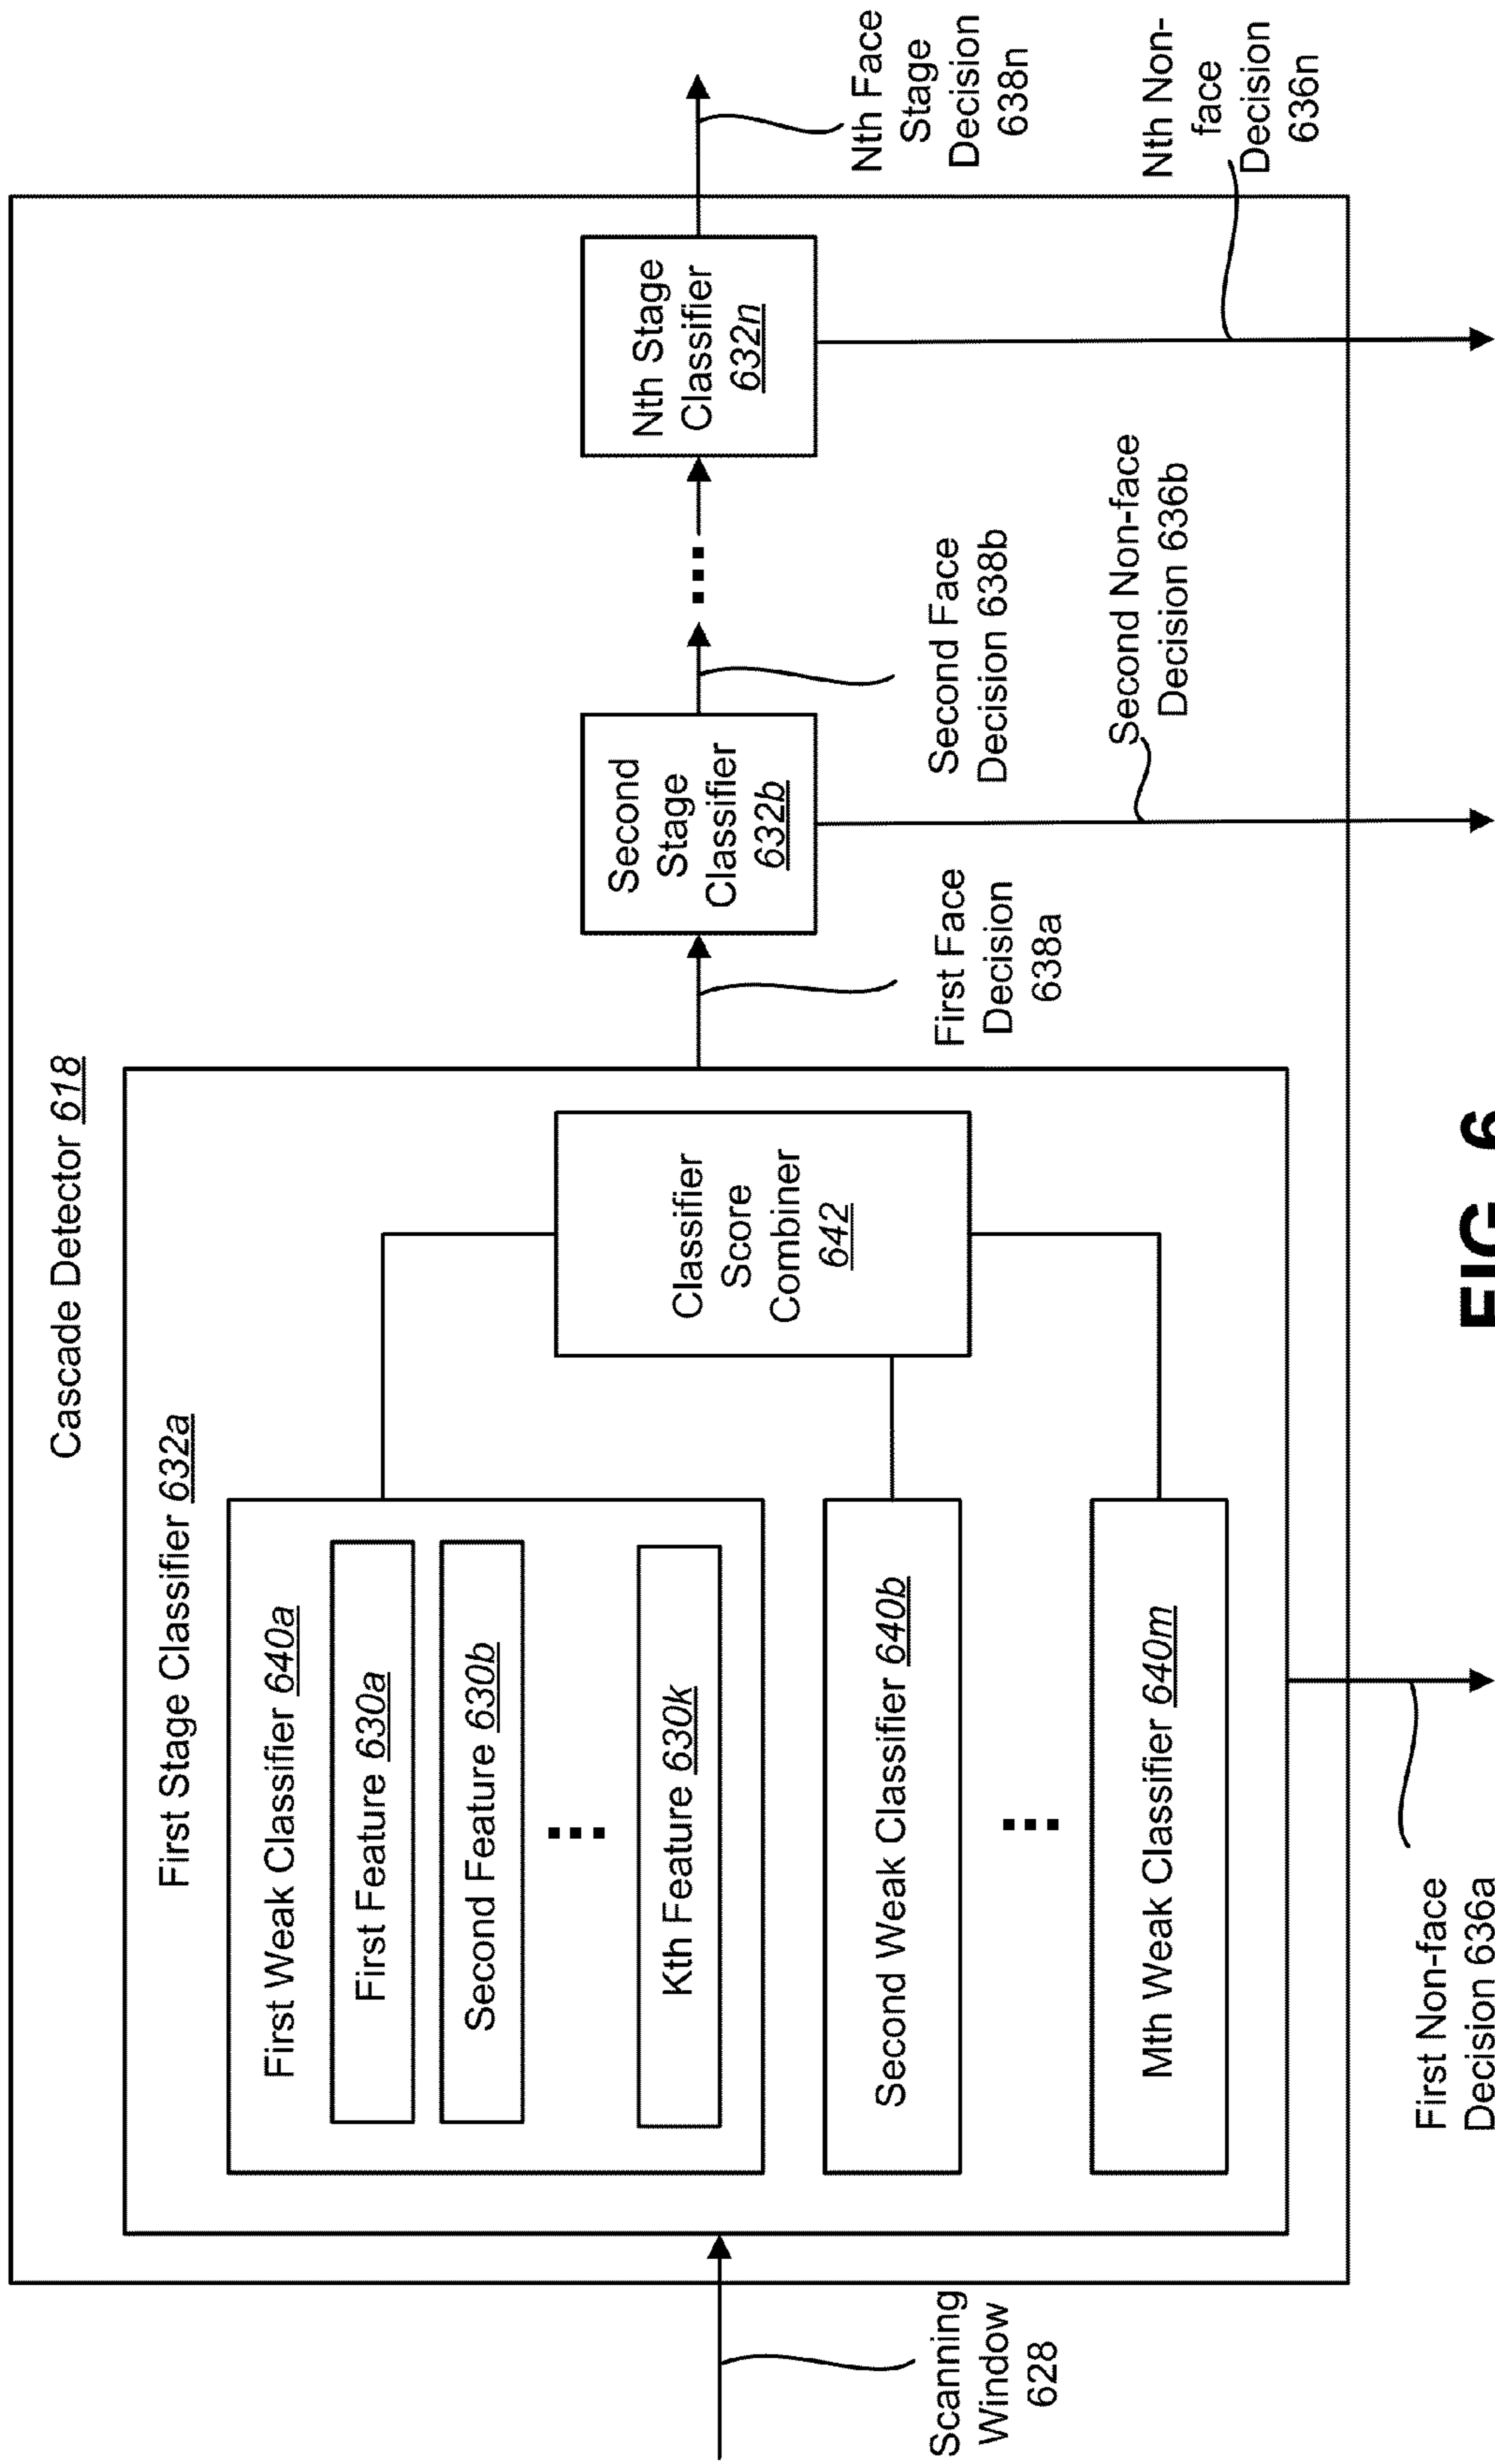 Cascade Detector 618
First Stage Classifier 632a
First Weak Classifier 640a
First Feature 630a
Second Feature 630b
Kth Feature 630k
Second Weak Classifier 640b
Mth Weak Classifier 640m
Classifier
Score
Combiner
642
Second
Stage
Classifier
632b
Nth Stage
Classifier
632n
Scanning
Window
628
First Face
Decision
638a
Second Face
Decision 638b
Nth Face
Stage
Decision
638n
First Non-face
Decision 636a
Second Non-face
Decision 636b
Nth Non-
face
Decision
636n
FIG. 6